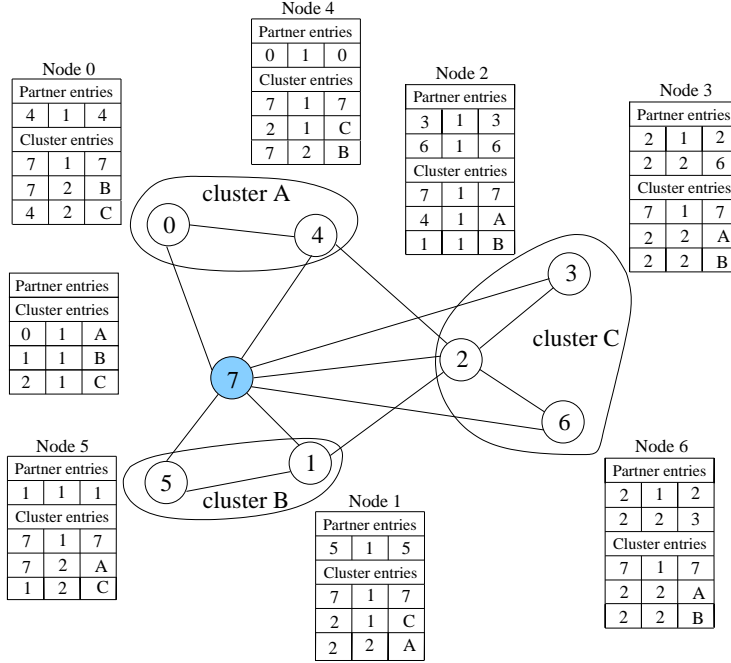 Node 4
Partner entries
0 1 0
Cluster entries
7 1 7
2 1 C
7 2 B
Node 0
Partner entries
4 1 4
Cluster entries
7 1 7
7 2 B
4 2 C
Node 2
Partner entries
3 1 3
6 1 6
Cluster entries
7 1 7
4 1 A
1 1 B
Node 3
Partner entries
2 1 2
2 2 6
Cluster entries
7 1 7
2 2 A
2 2 B
cluster A
0
4
Partner entries
Cluster entries
0 1 A
1 1 B
2 1 C
7
3
cluster C
2
6
Node 5
Partner entries
1 1 1
Cluster entries
7 1 7
7 2 A
1 2 C
5
1
cluster B
Node 1
Partner entries
5 1 5
Cluster entries
7 1 7
2 1 C
2 2 A
Node 6
Partner entries
2 1 2
2 2 3
Cluster entries
7 1 7
2 2 A
2 2 B